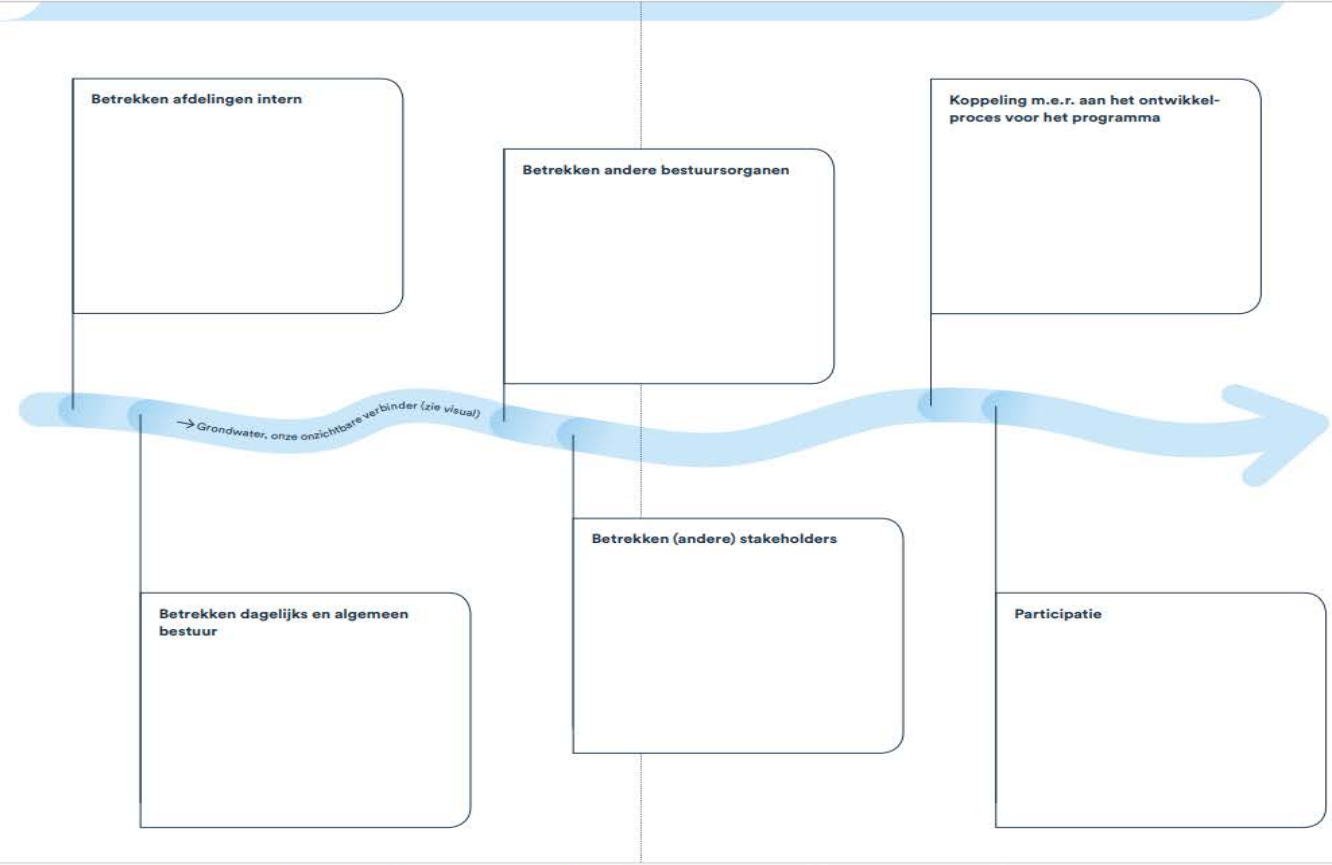 Betrekken afdelingen intern
Koppeling m.e.r. aan het ontwikkel-
proces voor het programma
Betrekken andere bestuursorganen
→ Grondwater, onze onzichtbare verbinder (zie visual)
Betrekken (andere) stakeholders
Betrekken dagelijks en algemeen
bestuur
Participatie